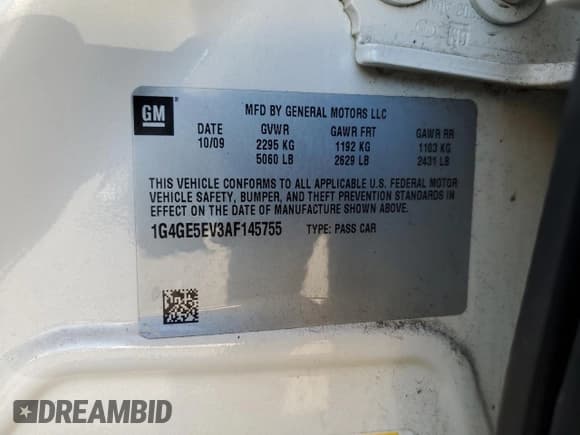 GM
MFD BY GENERAL MOTORS LLC
DATE GVWR GAWR FRT GAWR RR
10/09 2295 KG 1192 KG 1103 KG
5060 LB 2629 LB 2431 LB
THIS VEHICLE CONFORMS TO ALL APPLICABLE U.S. FEDERAL MOTOR
VEHICLE SAFETY, BUMPER, AND THEFT PREVENTION STANDARDS IN
EFFECT ON THE DATE OF MANUFACTURE SHOWN ABOVE.
1G4GE5EV3AF145755 TYPE: PASS CAR
DREAMBID